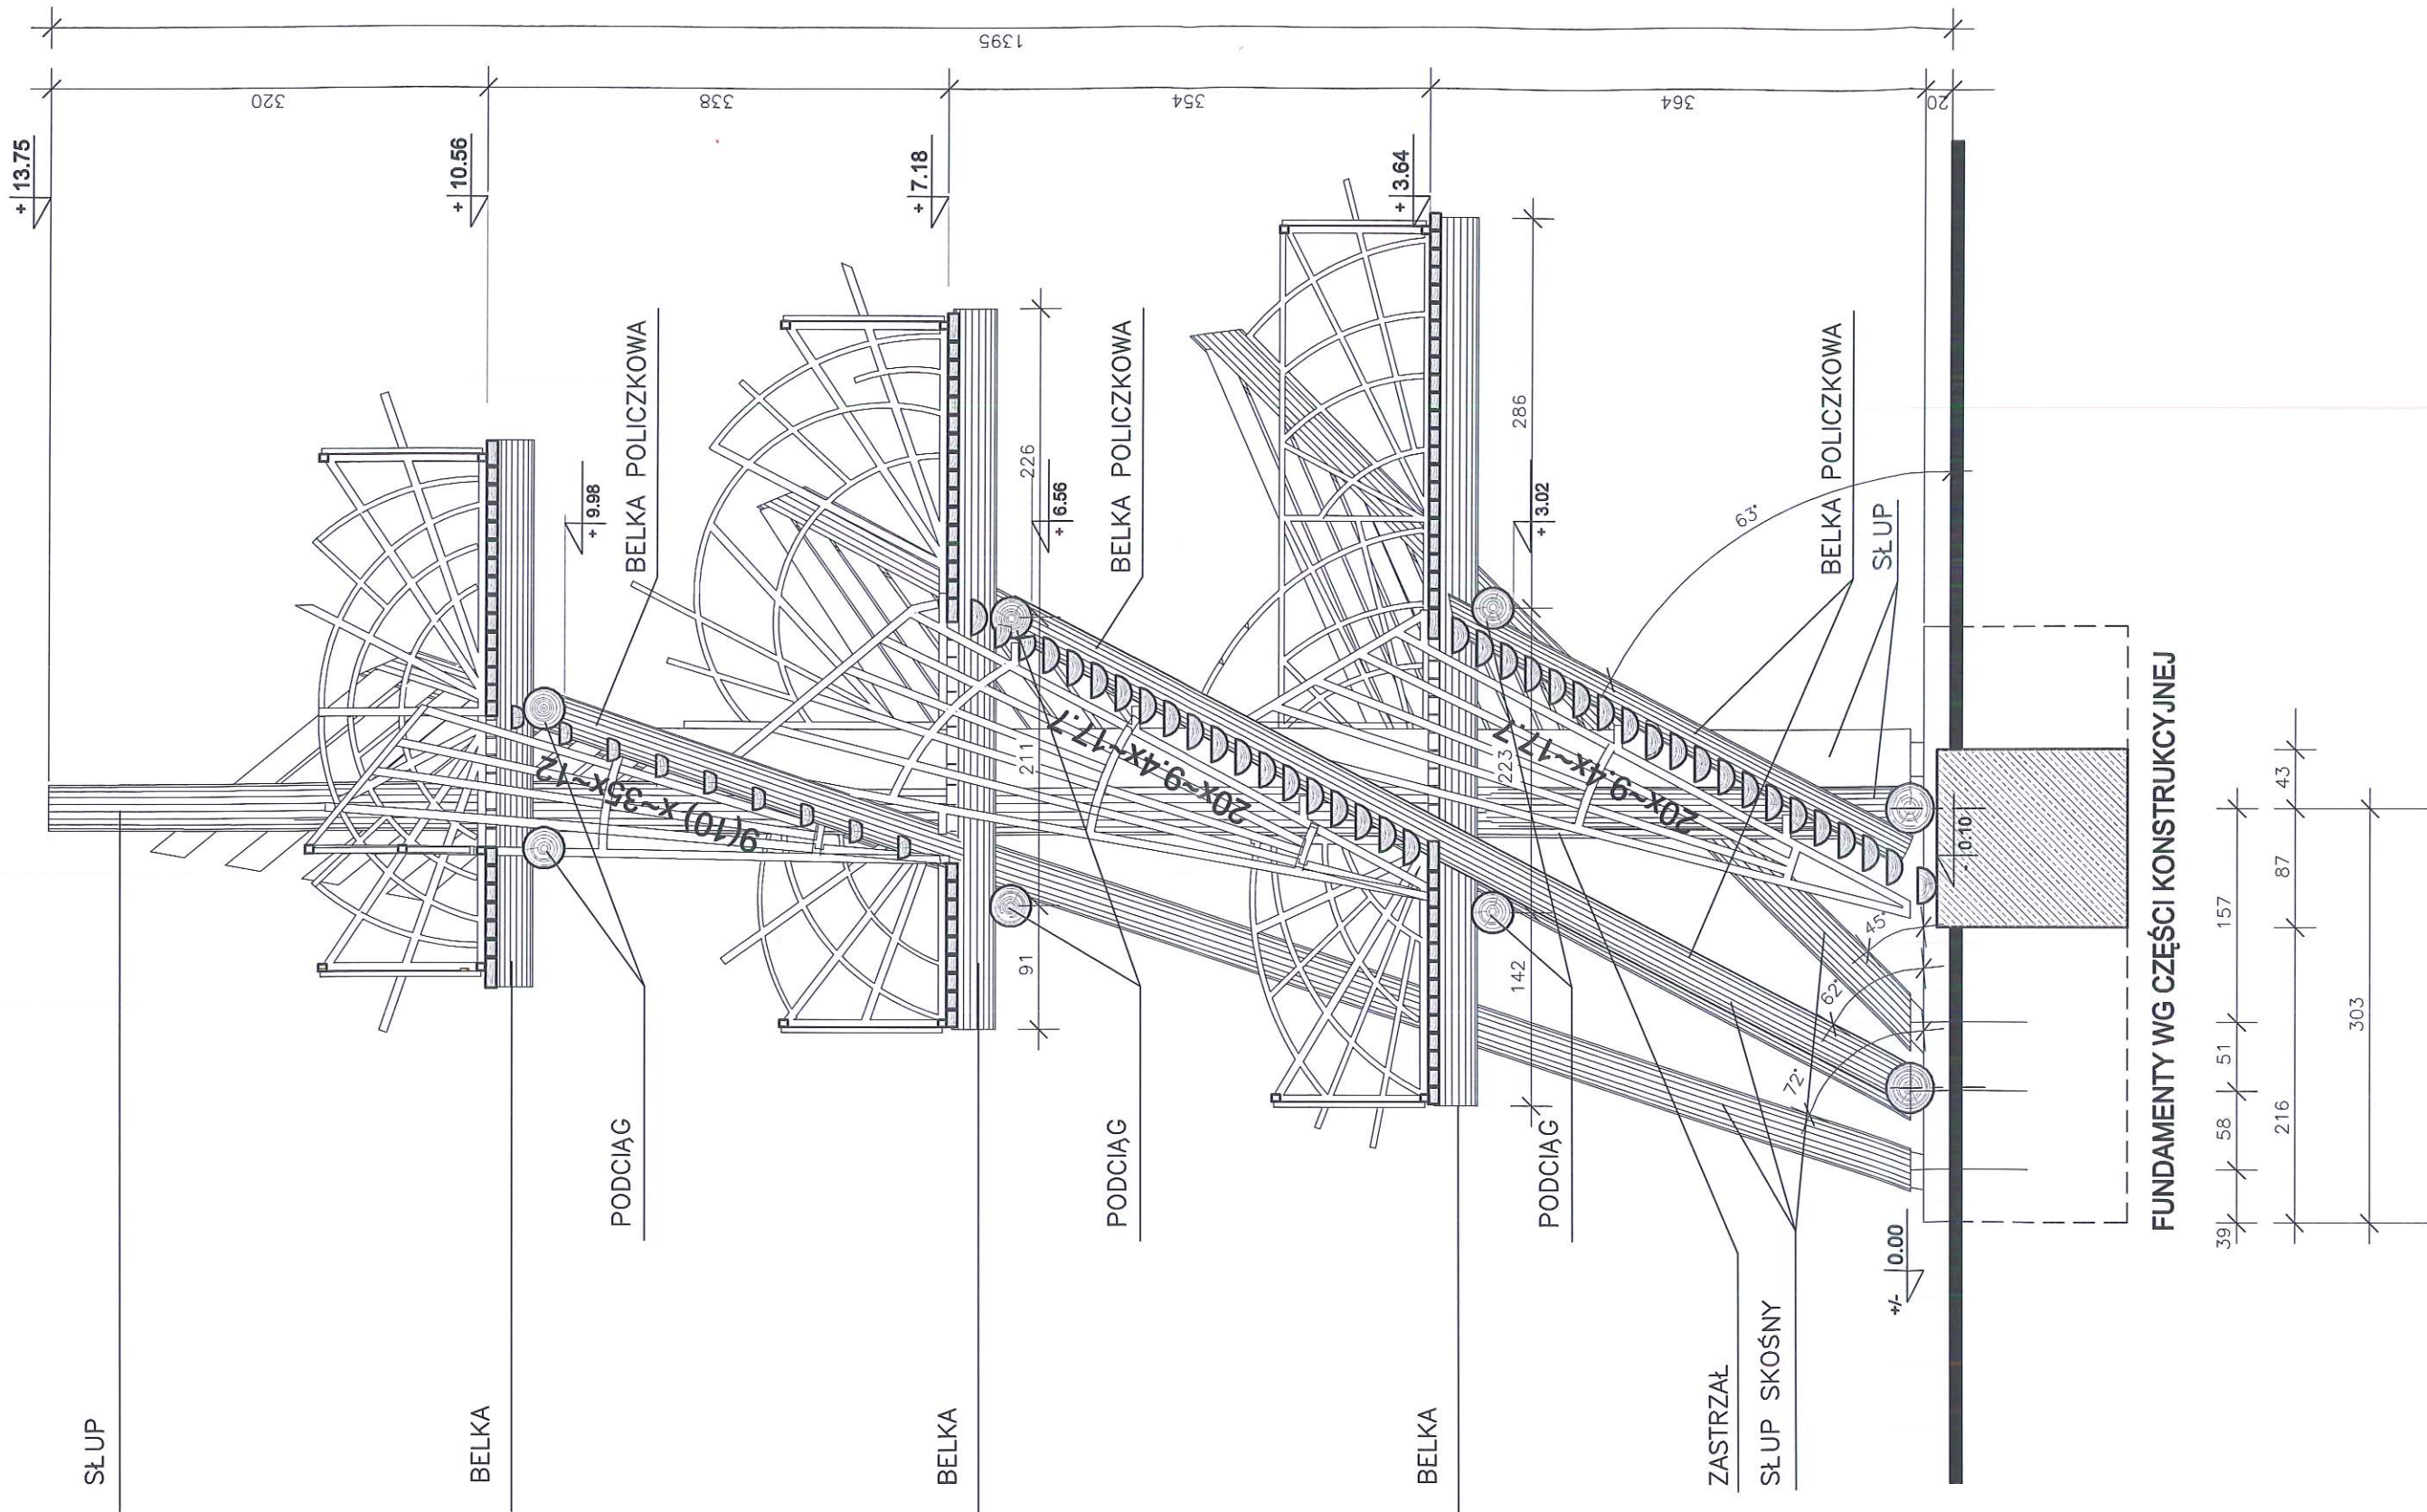 1395
320
338
354
364
20
+ 13.75
+ 10.56
+ 7.18
+ 3.64
BELKA POLICZKOWA
BELKA POLICZKOWA
BELKA POLICZKOWA
SŁUP
+ 9.98
+ 6.56
+ 3.02
226
211
91
286
223
142
9(10) x~35x~12
20x~9.4x~17.7
20x~9.4x~17.7
63°
45°
62°
72°
- 0.10
PODCIĄG
PODCIĄG
PODCIĄG
SŁUP
BELKA
BELKA
BELKA
ZASTRZAŁ
SŁUP SKOŚNY
+/- 0.00
FUNDAMENTY WG CZĘŚCI KONSTRUKCYJNEJ
39
58
51
157
216
87
43
303